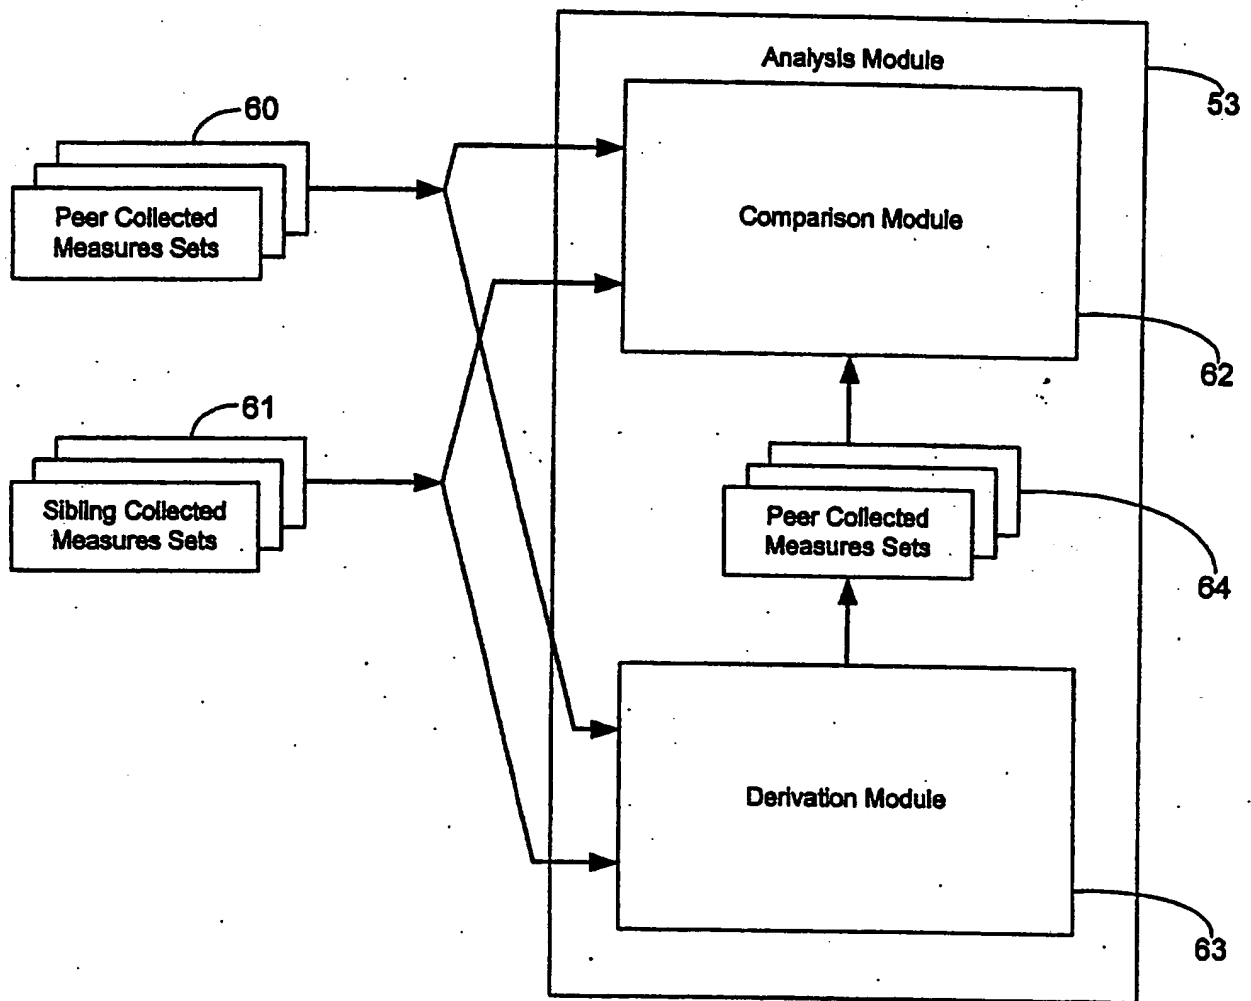 Analysis Module
53
60
Peer Collected
Measures Sets
Comparison Module
62
61
Sibling Collected
Measures Sets
Peer Collected
Measures Sets
64
Derivation Module
63